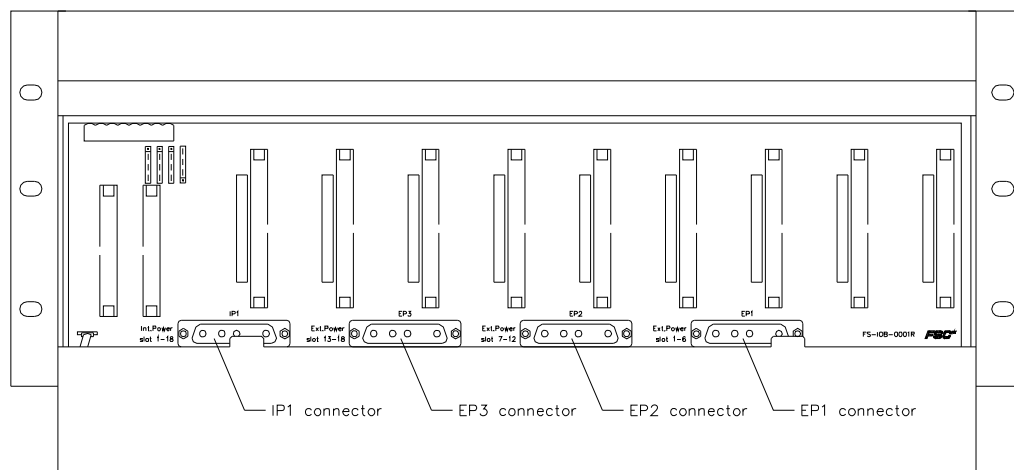 IP1
EP3
EP2
EP1
Int.Power
slot 1-18
Ext.Power
slot 13-18
Ext.Power
slot 7-12
Ext.Power
slot 1-6
FS-IOB-0001R
FSC
IP1 connector
EP3 connector
EP2 connector
EP1 connector